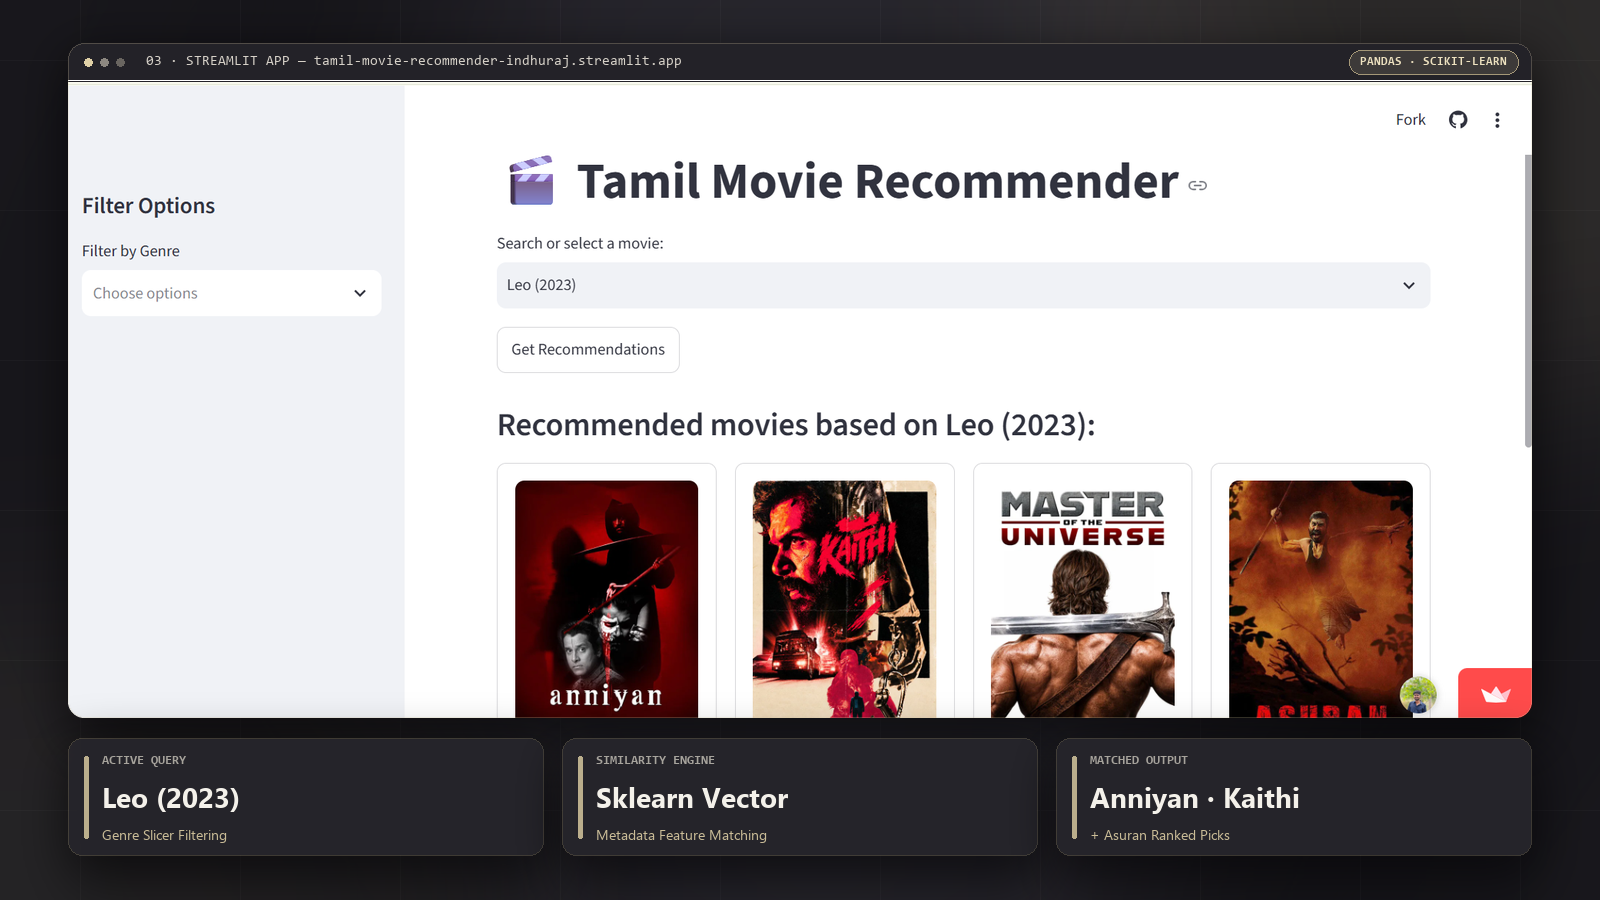 03 · STREAMLIT APP — tamil-movie-recommender-indhuraj.streamlit.app
PANDAS · SCIKIT-LEARN
Fork
Filter Options
Filter by Genre
Choose options
Tamil Movie Recommender
Search or select a movie:
Leo (2023)
Get Recommendations
Recommended movies based on Leo (2023):
anniyan
KAITHI
MASTER
OF THE
UNIVERSE
ASURAN
ACTIVE QUERY
Leo (2023)
Genre Slicer Filtering
SIMILARITY ENGINE
Sklearn Vector
Metadata Feature Matching
MATCHED OUTPUT
Anniyan · Kaithi
+ Asuran Ranked Picks